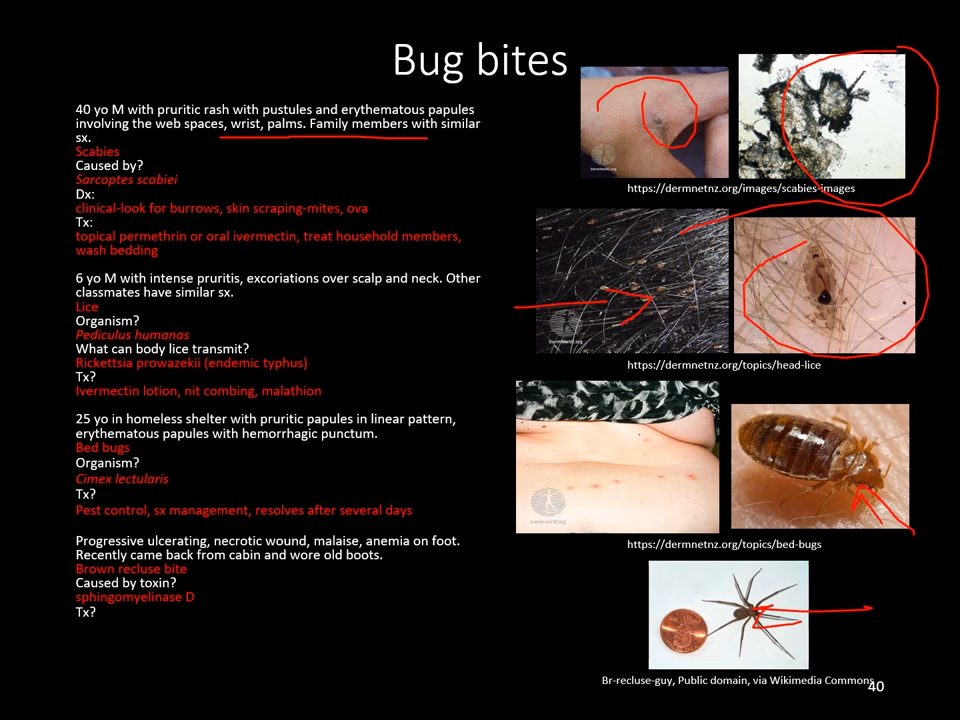 Bug bites
40 yo M with pruritic rash with pustules and erythematous papules
involving the web spaces, wrist, palms. Family members with similar
sx.
Scabies
Caused by?
Sarcoptes scabiei
Dx:
clinical-look for burrows, skin scraping-mites, ova
Tx:
topical permethrin or oral ivermectin, treat household members,
wash bedding
6 yo M with intense pruritis, excoriations over scalp and neck. Other
classmates have similar sx.
Lice
Organism?
Pediculus humanas
What can body lice transmit?
Rickettsia prowazekii (endemic typhus)
Tx?
Ivermectin lotion, nit combing, malathion
25 yo in homeless shelter with pruritic papules in linear pattern,
erythematous papules with hemorrhagic punctum.
Bed bugs
Organism?
Cimex lectularis
Tx?
Pest control, sx management, resolves after several days
Progressive ulcerating, necrotic wound, malaise, anemia on foot.
Recently came back from cabin and wore old boots.
Brown recluse bite
Caused by toxin?
sphingomyelinase D
Tx?
https://dermnetnz.org/images/scabies-images
https://dermnetnz.org/topics/head-lice
https://dermnetnz.org/topics/bed-bugs
Br-recluse-guy, Public domain, via Wikimedia Commons
40